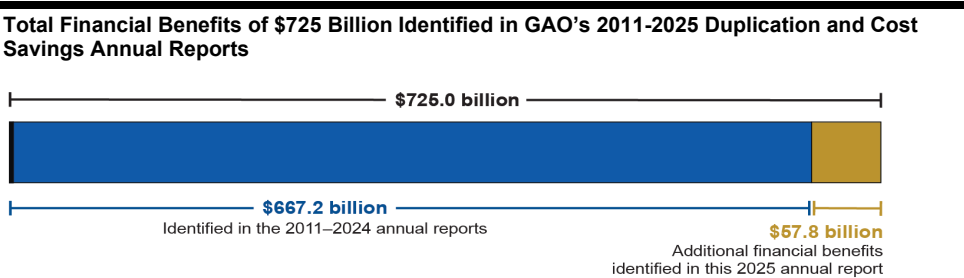 Total Financial Benefits of $725 Billion Identified in GAO's 2011-2025 Duplication and Cost
Savings Annual Reports
$725.0 billion
$667.2 billion
Identified in the 2011–2024 annual reports
$57.8 billion
Additional financial benefits
identified in this 2025 annual report